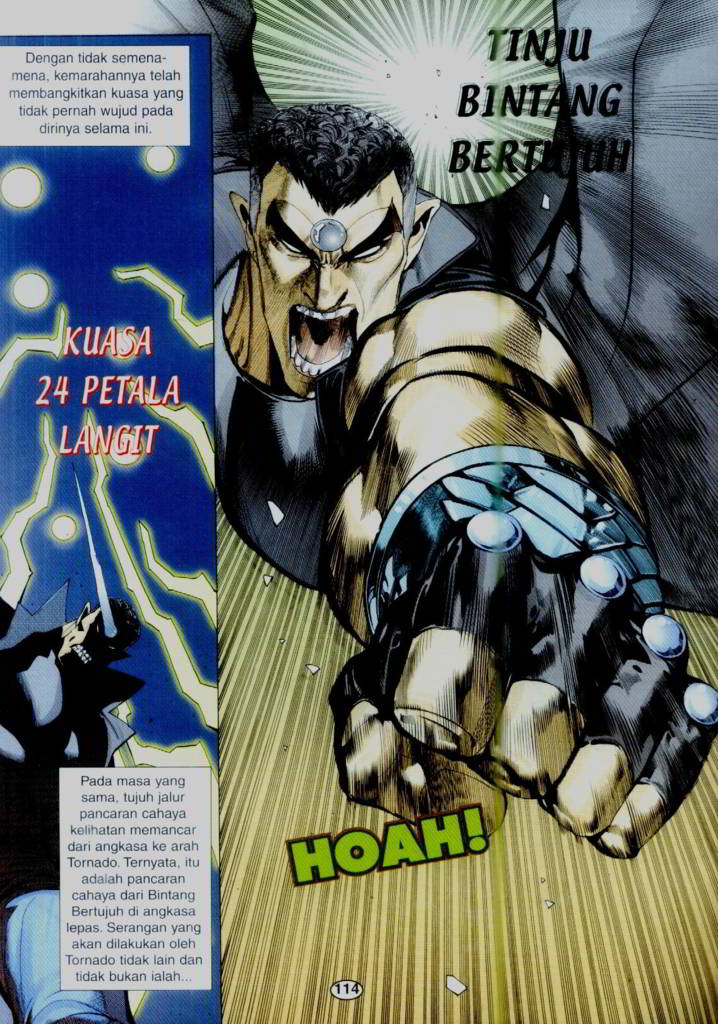 Dengan tidak semena-
mena, kemarahannya telah
membangkitkan kuasa yang
tidak pernah wujud pada
dirinya selama ini.
KUASA
24 PETALA
LANGIT
Pada masa yang
sama, tujuh jalur
pancaran cahaya
kelihatan memancar
dari angkasa ke arah
Tornado. Ternyata, itu
adalah pancaran
cahaya dari Bintang
Bertujuh di angkasa
lepas. Serangan yang
akan dilakukan oleh
Tornado tidak lain dan
tidak bukan ialah...
TINJU
BINTANG
BERTUJUH
HOAH!
114